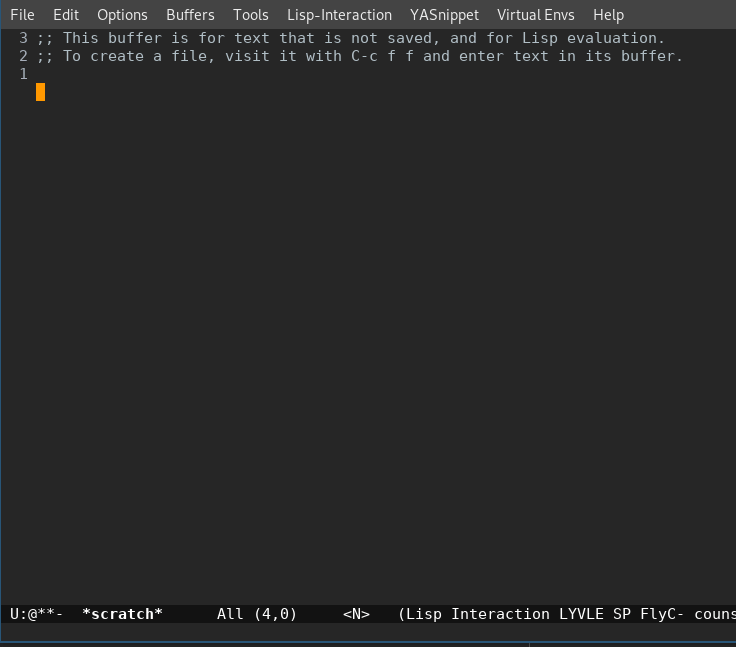 File Edit Options Buffers Tools Lisp-Interaction YASnippet Virtual Envs Help
3 ;; This buffer is for text that is not saved, and for Lisp evaluation.
2 ;; To create a file, visit it with C-c f f and enter text in its buffer.
1
U:@**- *scratch* All (4,0) <N> (Lisp Interaction LYVLE SP FlyC- couns